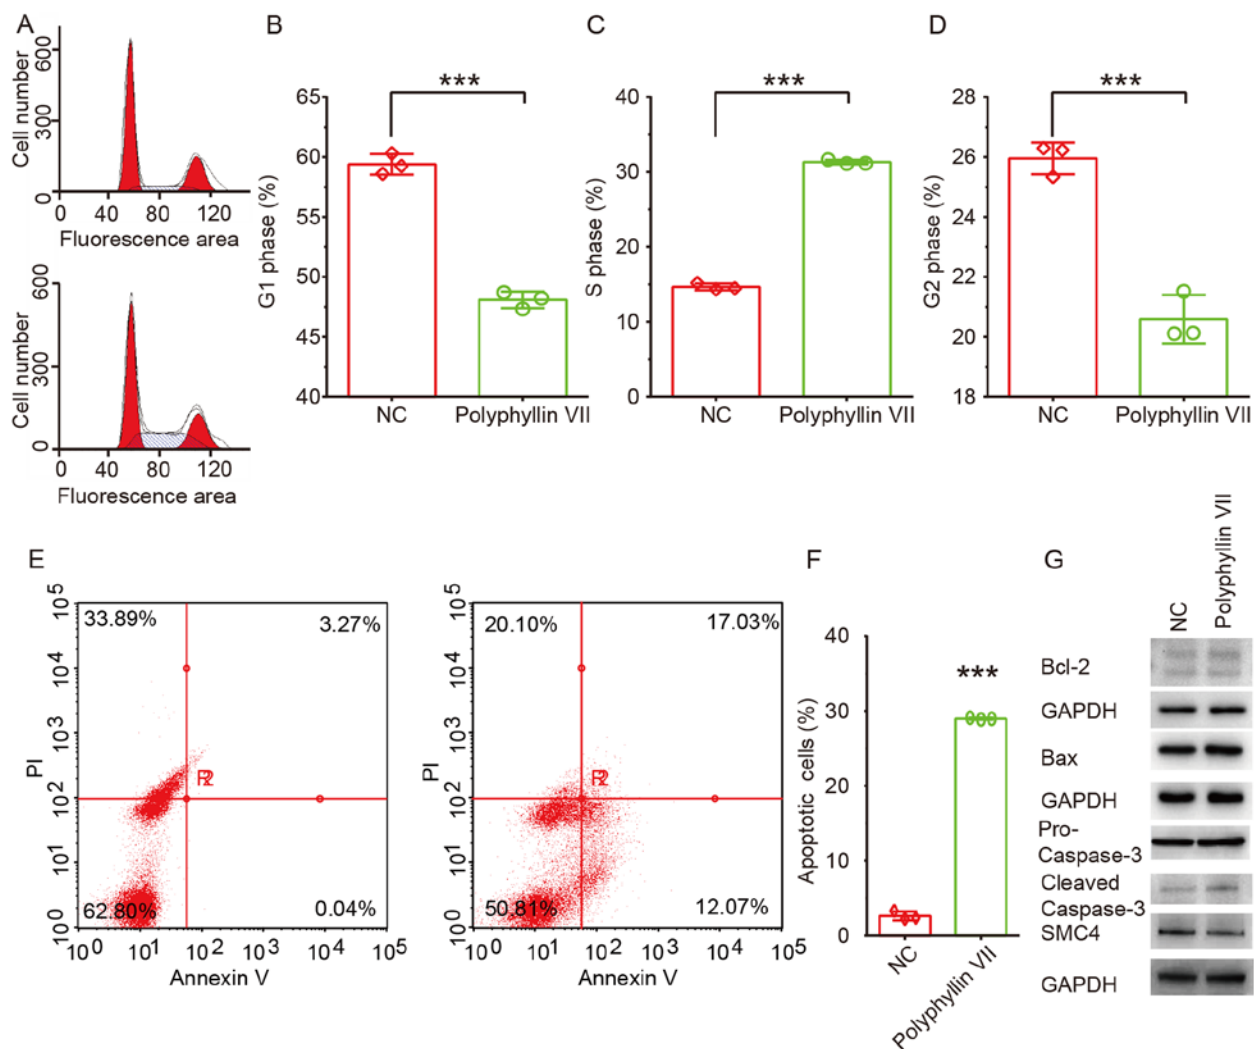 A
Cell number
600
300
0
0 40 80 120
Fluorescence area
Cell number
600
300
0
0 40 80 120
Fluorescence area
B
***
G1 phase (%)
65
60
55
50
45
40
NC Polyphyllin VII
C
***
S phase (%)
40
30
20
10
0
NC Polyphyllin VII
D
***
G2 phase (%)
28
26
24
22
20
18
NC Polyphyllin VII
E
PI
10^5
10^4
10^3
10^2
10^1
10^0
33.89% 3.27%
62.80% 0.04%
10^0 10^1 10^2 10^3 10^4 10^5
Annexin V
PI
10^5
10^4
10^3
10^2
10^1
10^0
20.10% 17.03%
50.81% 12.07%
10^0 10^1 10^2 10^3 10^4 10^5
Annexin V
F
Apoptotic cells (%)
40
30
20
10
0
***
NC
Polyphyllin VII
G
NC
Polyphyllin VII
Bcl-2
GAPDH
Bax
GAPDH
Pro-
Caspase-3
Cleaved
Caspase-3
SMC4
GAPDH